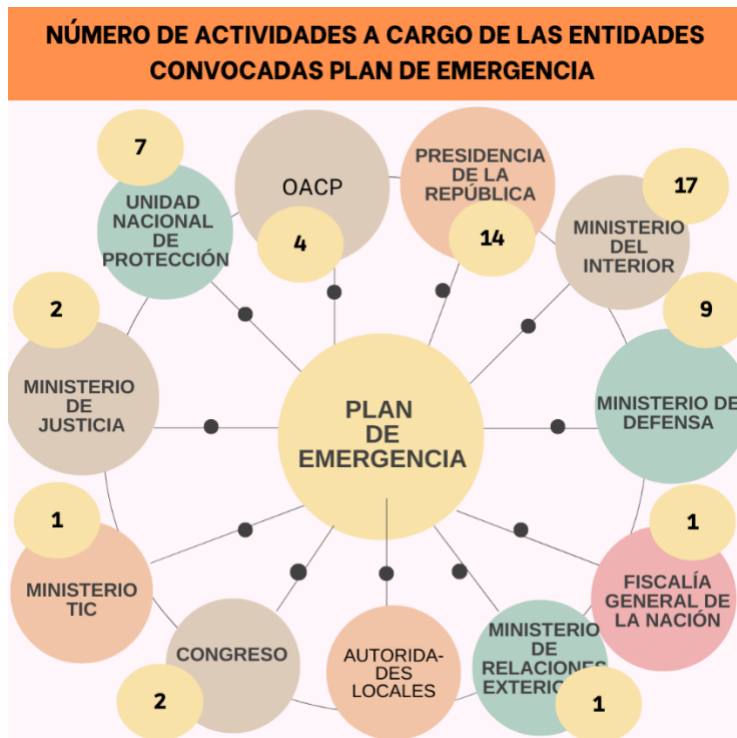 NÚMERO DE ACTIVIDADES A CARGO DE LAS ENTIDADES
CONVOCADAS PLAN DE EMERGENCIA
7
UNIDAD
NACIONAL
DE
PROTECCIÓN
OACP
4
PRESIDENCIA
DE LA
REPÚBLICA
14
17
MINISTERIO
DEL
INTERIOR
2
MINISTERIO
DE
JUSTICIA
PLAN
DE
EMERGENCIA
9
MINISTERIO DE
DEFENSA
1
MINISTERIO
TIC
1
FISCALÍA
GENERAL DE
LA NACIÓN
CONGRESO
2
AUTORIDA-
DES
LOCALES
MINISTERIO
DE
RELACIONES
1